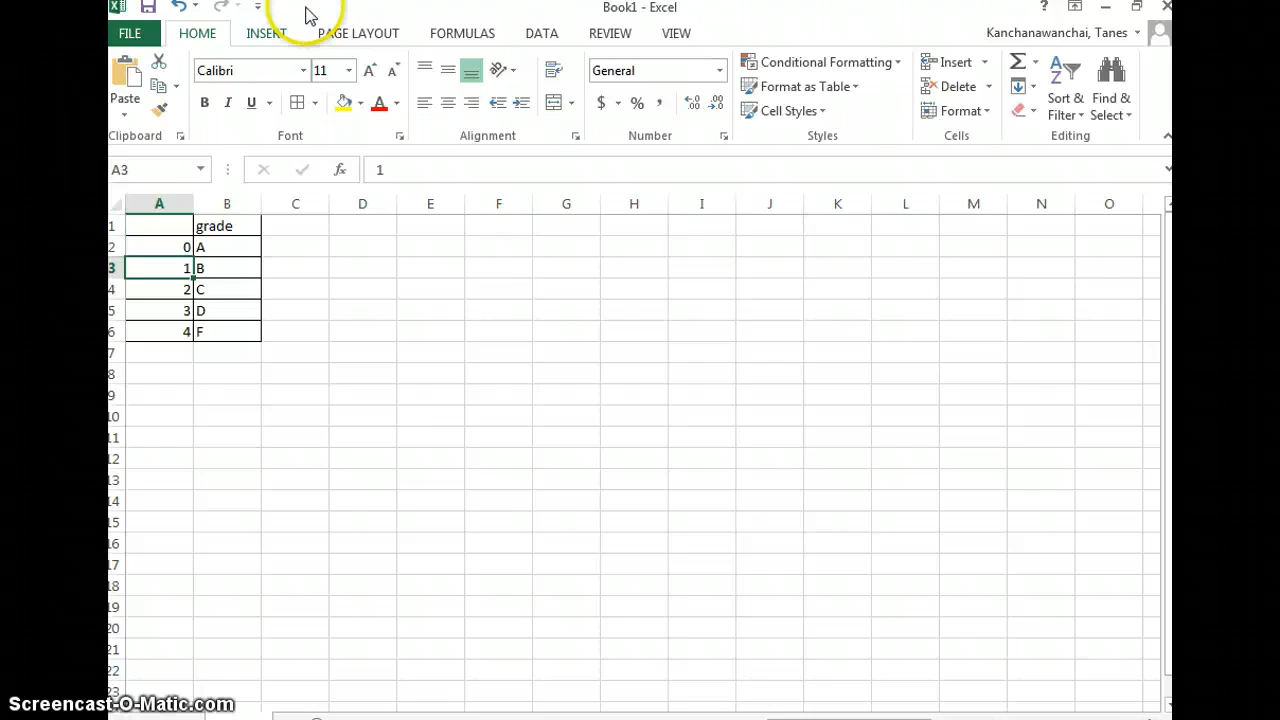 Book1 - Excel
?
FILE HOME INSERT PAGE LAYOUT FORMULAS DATA REVIEW VIEW Kanchanawanchai, Tanes
Paste
Clipboard
Calibri 11
A A
B I U A
Font
Alignment
General
$ % ,
Number
Conditional Formatting
Format as Table
Cell Styles
Styles
Insert
Delete
Format
Cells
Sort & Filter
Find & Select
Editing
A3 fx 1
A B C D E F G H I J K L M N O
1 grade
2 0 A
3 1 B
4 2 C
5 3 D
6 4 F
7
8
9
10
11
12
13
14
15
16
17
18
19
20
21
22
23
Screencast-O-Matic.com